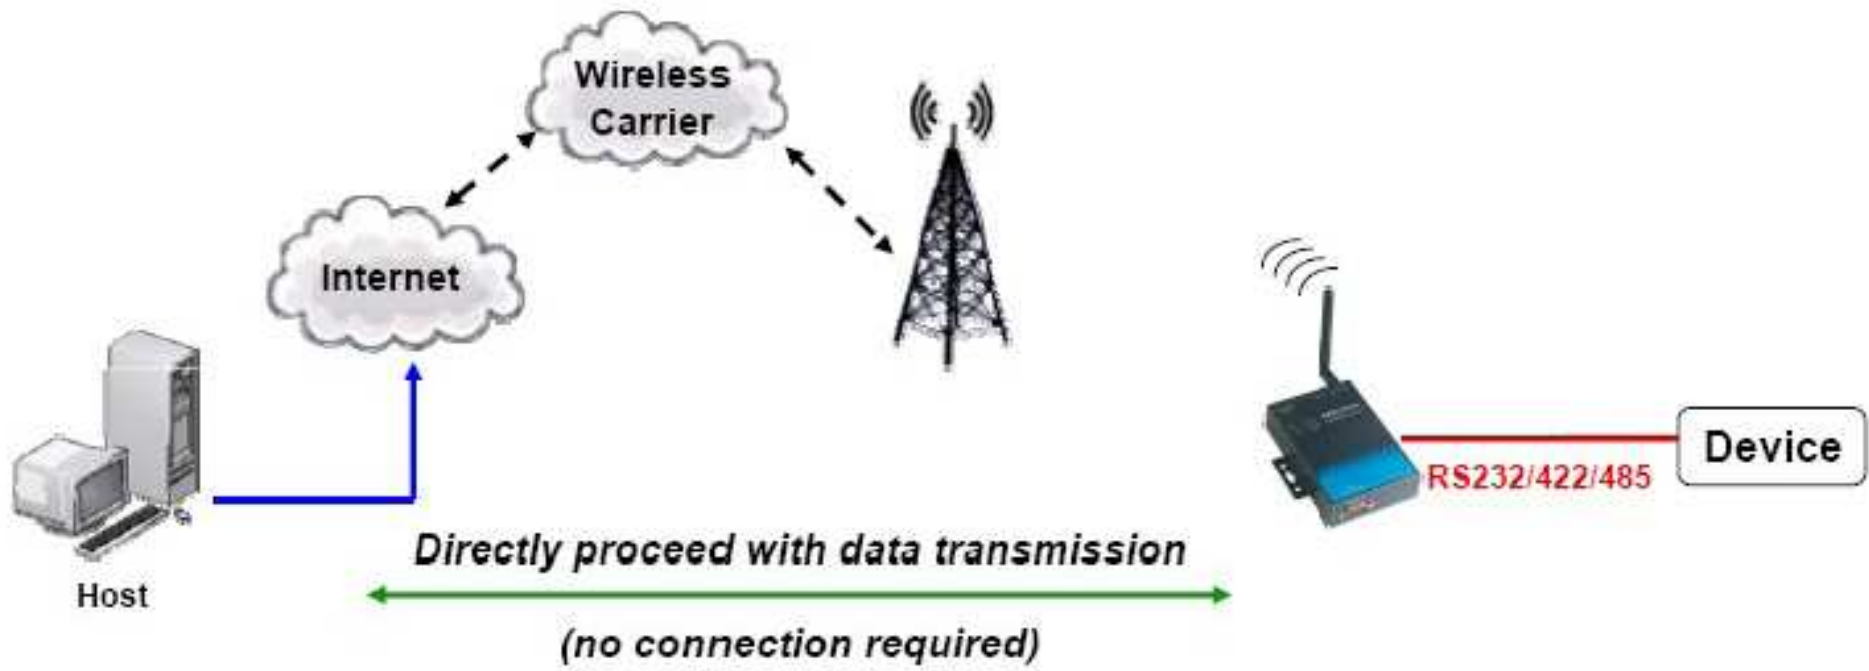 Wireless
Carrier
Internet
Device
RS232/422/485
Directly proceed with data transmission
Host
(no connection required)